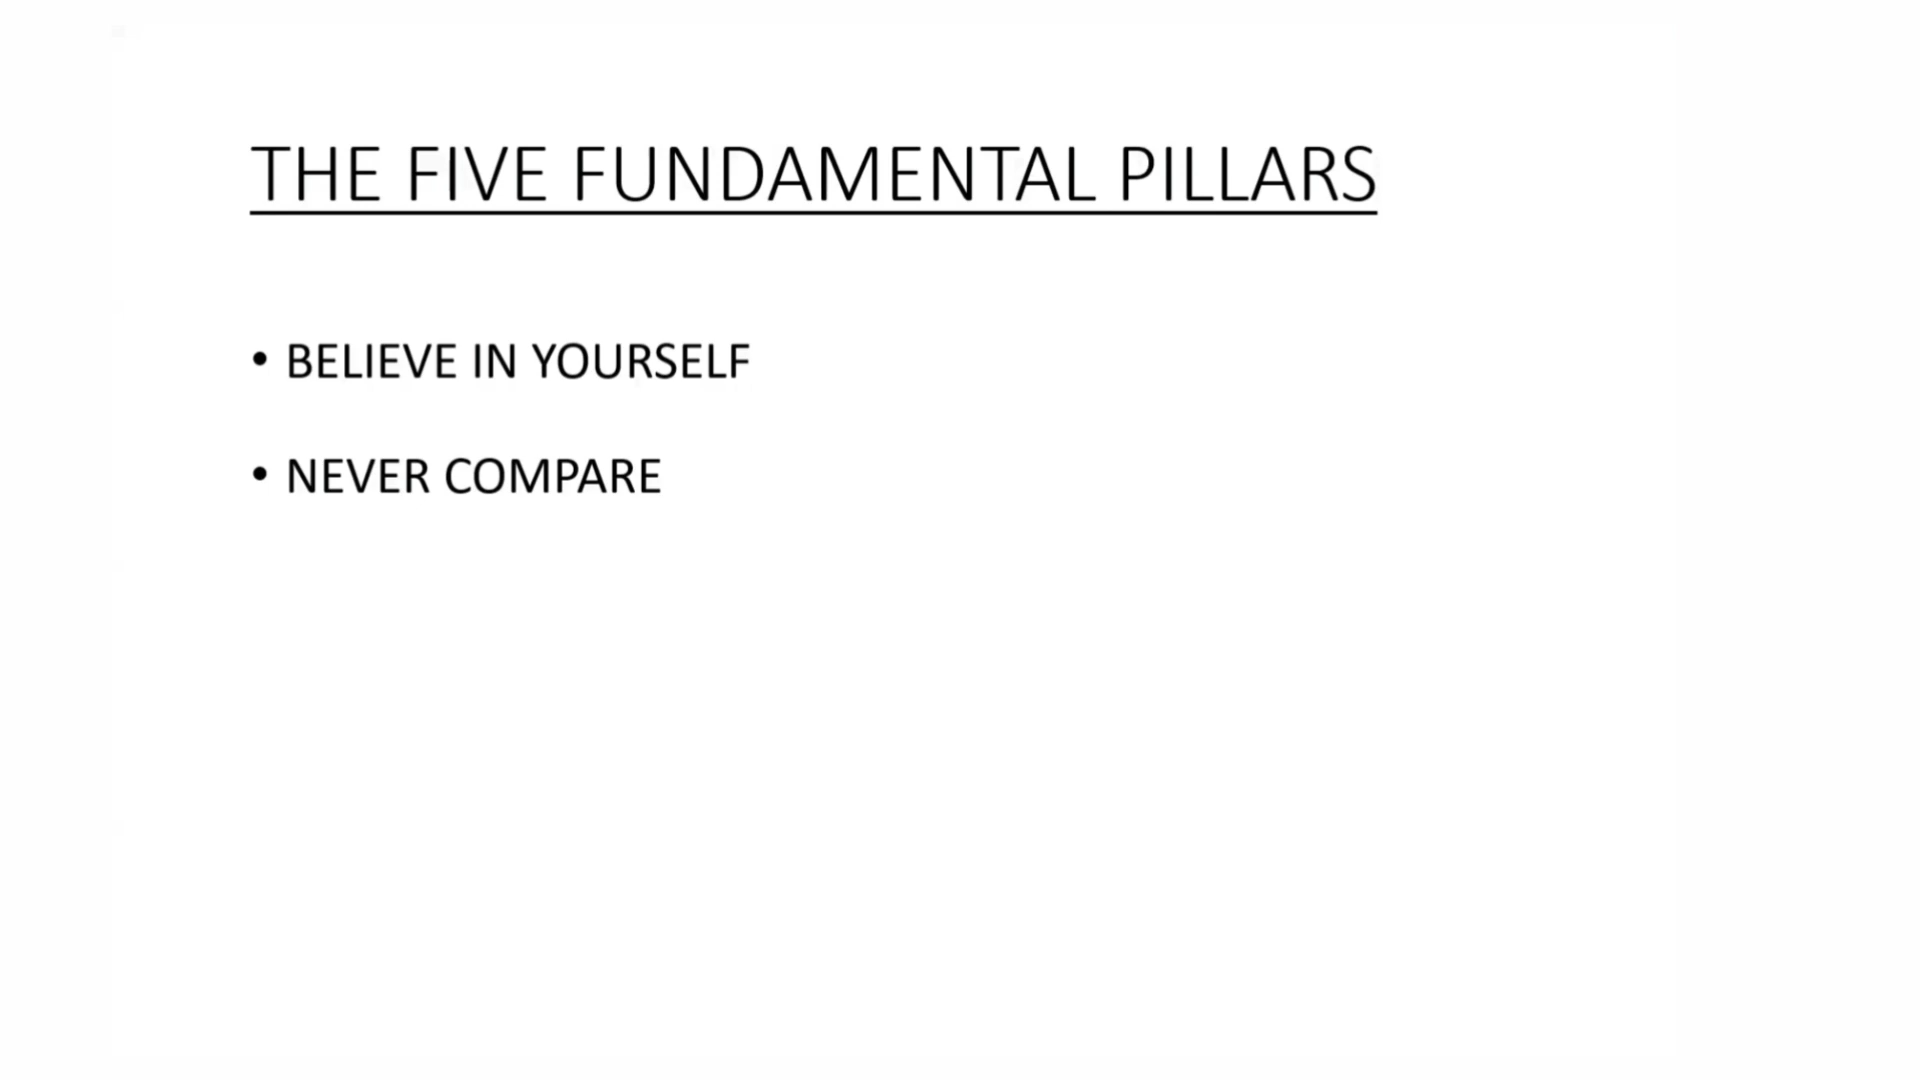 THE FIVE FUNDAMENTAL PILLARS
• BELIEVE IN YOURSELF
• NEVER COMPARE